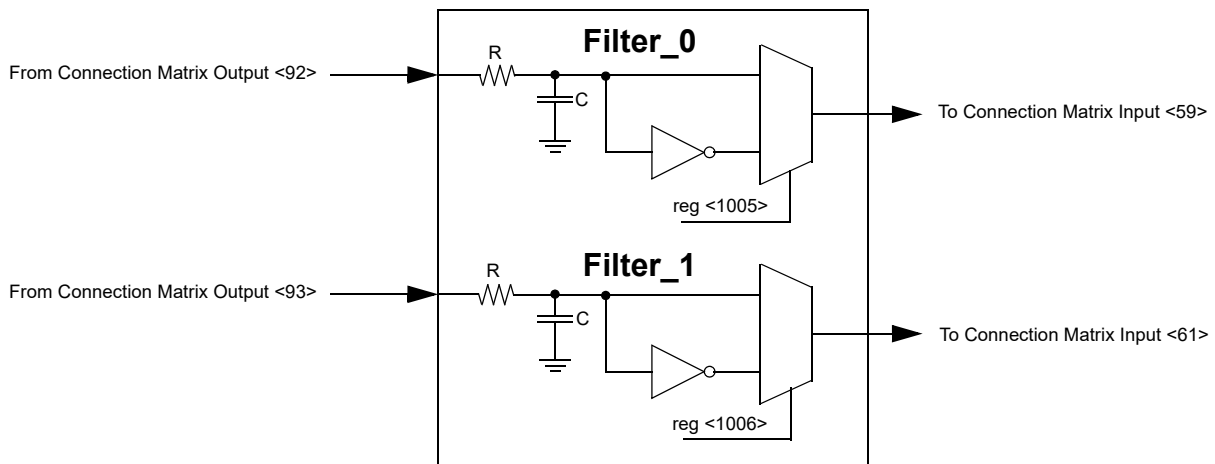 Filter_0
R
From Connection Matrix Output <92>
C
To Connection Matrix Input <59>
reg <1005>
Filter_1
R
From Connection Matrix Output <93>
C
To Connection Matrix Input <61>
reg <1006>